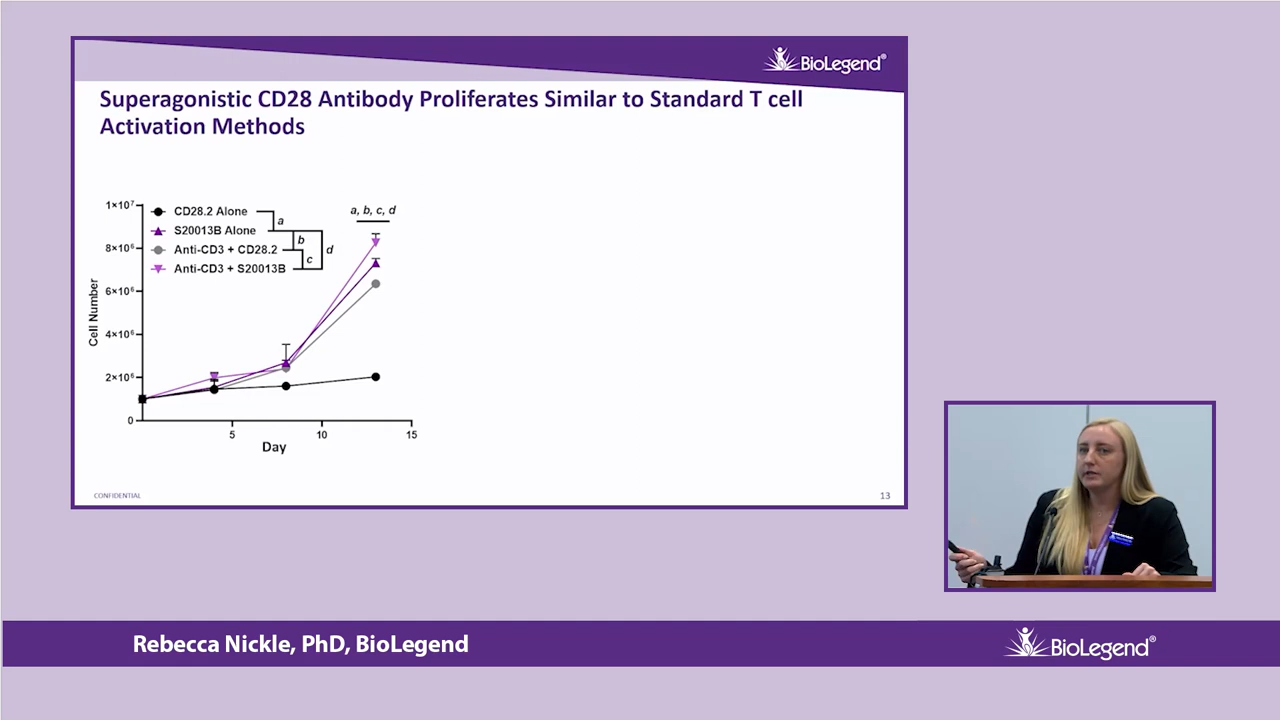 BioLegend®
Superagonistic CD28 Antibody Proliferates Similar to Standard T cell
Activation Methods
1×10⁷
8×10⁶
6×10⁶
4×10⁶
2×10⁶
0
Cell Number
CD28.2 Alone
S20013B Alone
Anti-CD3 + CD28.2
Anti-CD3 + S20013B
a
b
c
d
a, b, c, d
5 10 15
Day
CONFIDENTIAL
13
Rebecca Nickle, PhD, BioLegend
BioLegend®